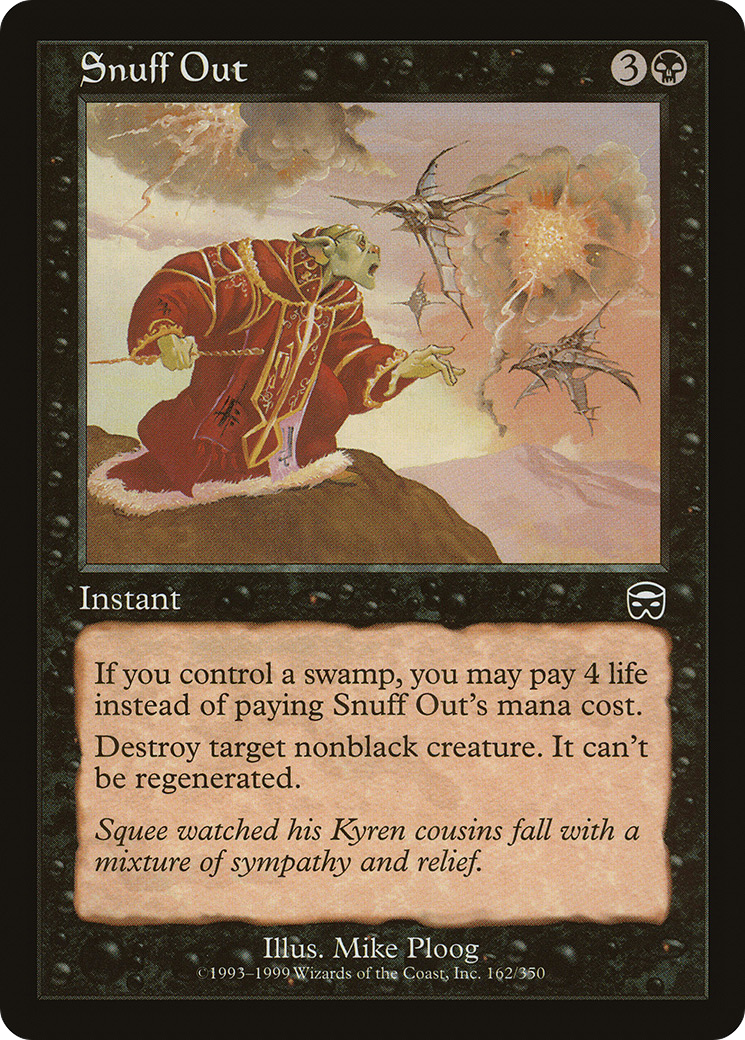 Snuff Out 3
Instant
If you control a swamp, you may pay 4 life
instead of paying Snuff Out's mana cost.
Destroy target nonblack creature. It can't
be regenerated.
Squee watched his Kyren cousins fall with a
mixture of sympathy and relief.
Illus. Mike Ploog
©1993–1999 Wizards of the Coast, Inc. 162/350